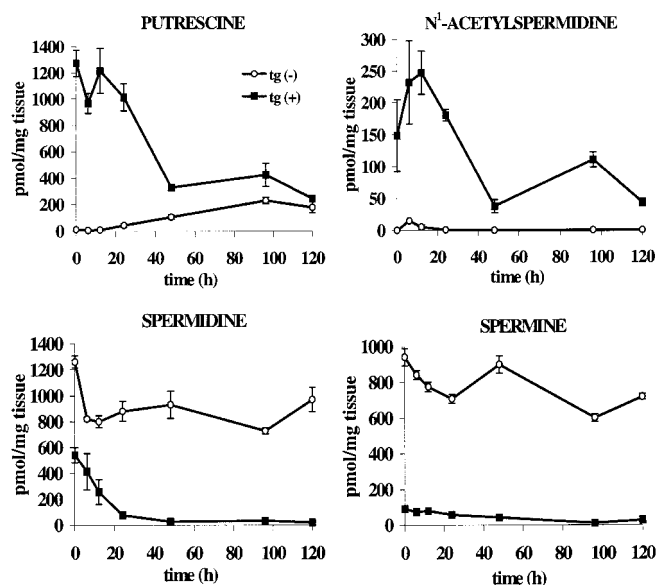 PUTRESCINE
1400
1200
1000
800
600
400
200
0
pmol/mg tissue
tg (-)
tg (+)
0 20 40 60 80 100 120
time (h)
N¹-ACETYLSPERMIDINE
300
250
200
150
100
50
0
pmol/mg tissue
0 20 40 60 80 100 120
time (h)
SPERMIDINE
1400
1200
1000
800
600
400
200
0
pmol/mg tissue
0 20 40 60 80 100 120
time (h)
SPERMINE
1000
800
600
400
200
0
pmol/mg tissue
0 20 40 60 80 100 120
time (h)